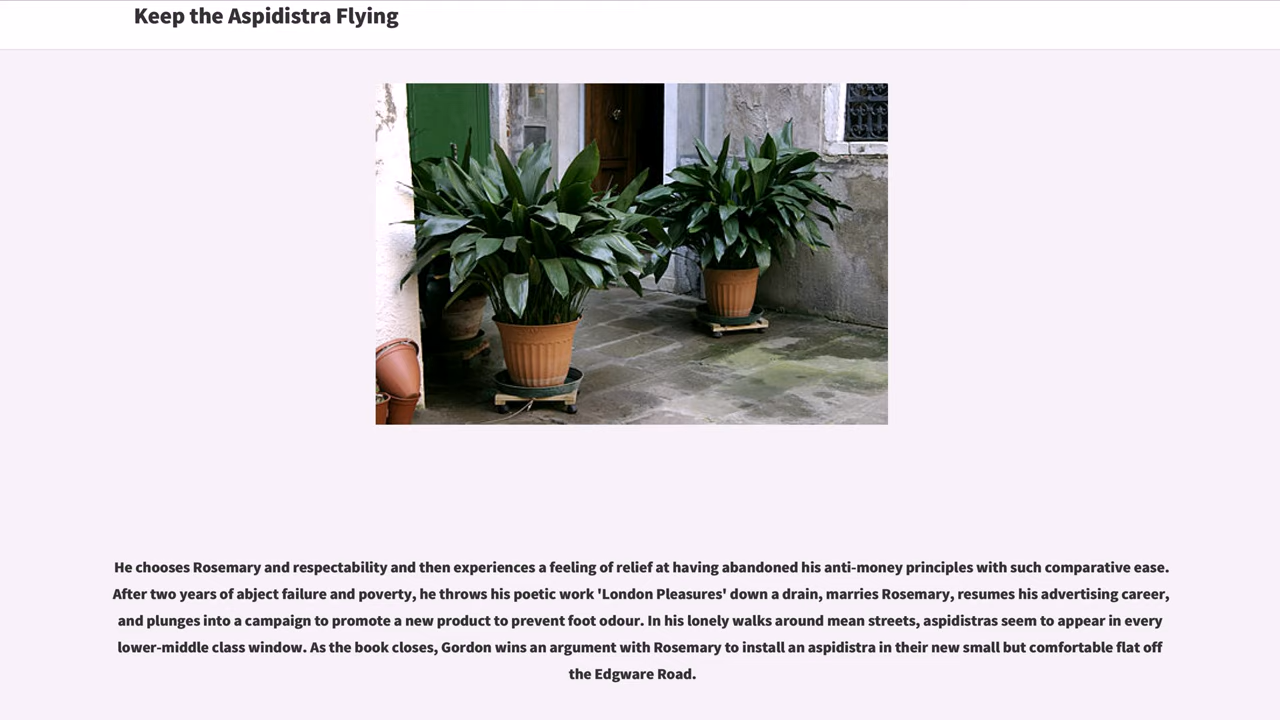 Keep the Aspidistra Flying
He chooses Rosemary and respectability and then experiences a feeling of relief at having abandoned his anti-money principles with such comparative ease.
After two years of abject failure and poverty, he throws his poetic work 'London Pleasures' down a drain, marries Rosemary, resumes his advertising career,
and plunges into a campaign to promote a new product to prevent foot odour. In his lonely walks around mean streets, aspidistras seem to appear in every
lower-middle class window. As the book closes, Gordon wins an argument with Rosemary to install an aspidistra in their new small but comfortable flat off
the Edgware Road.